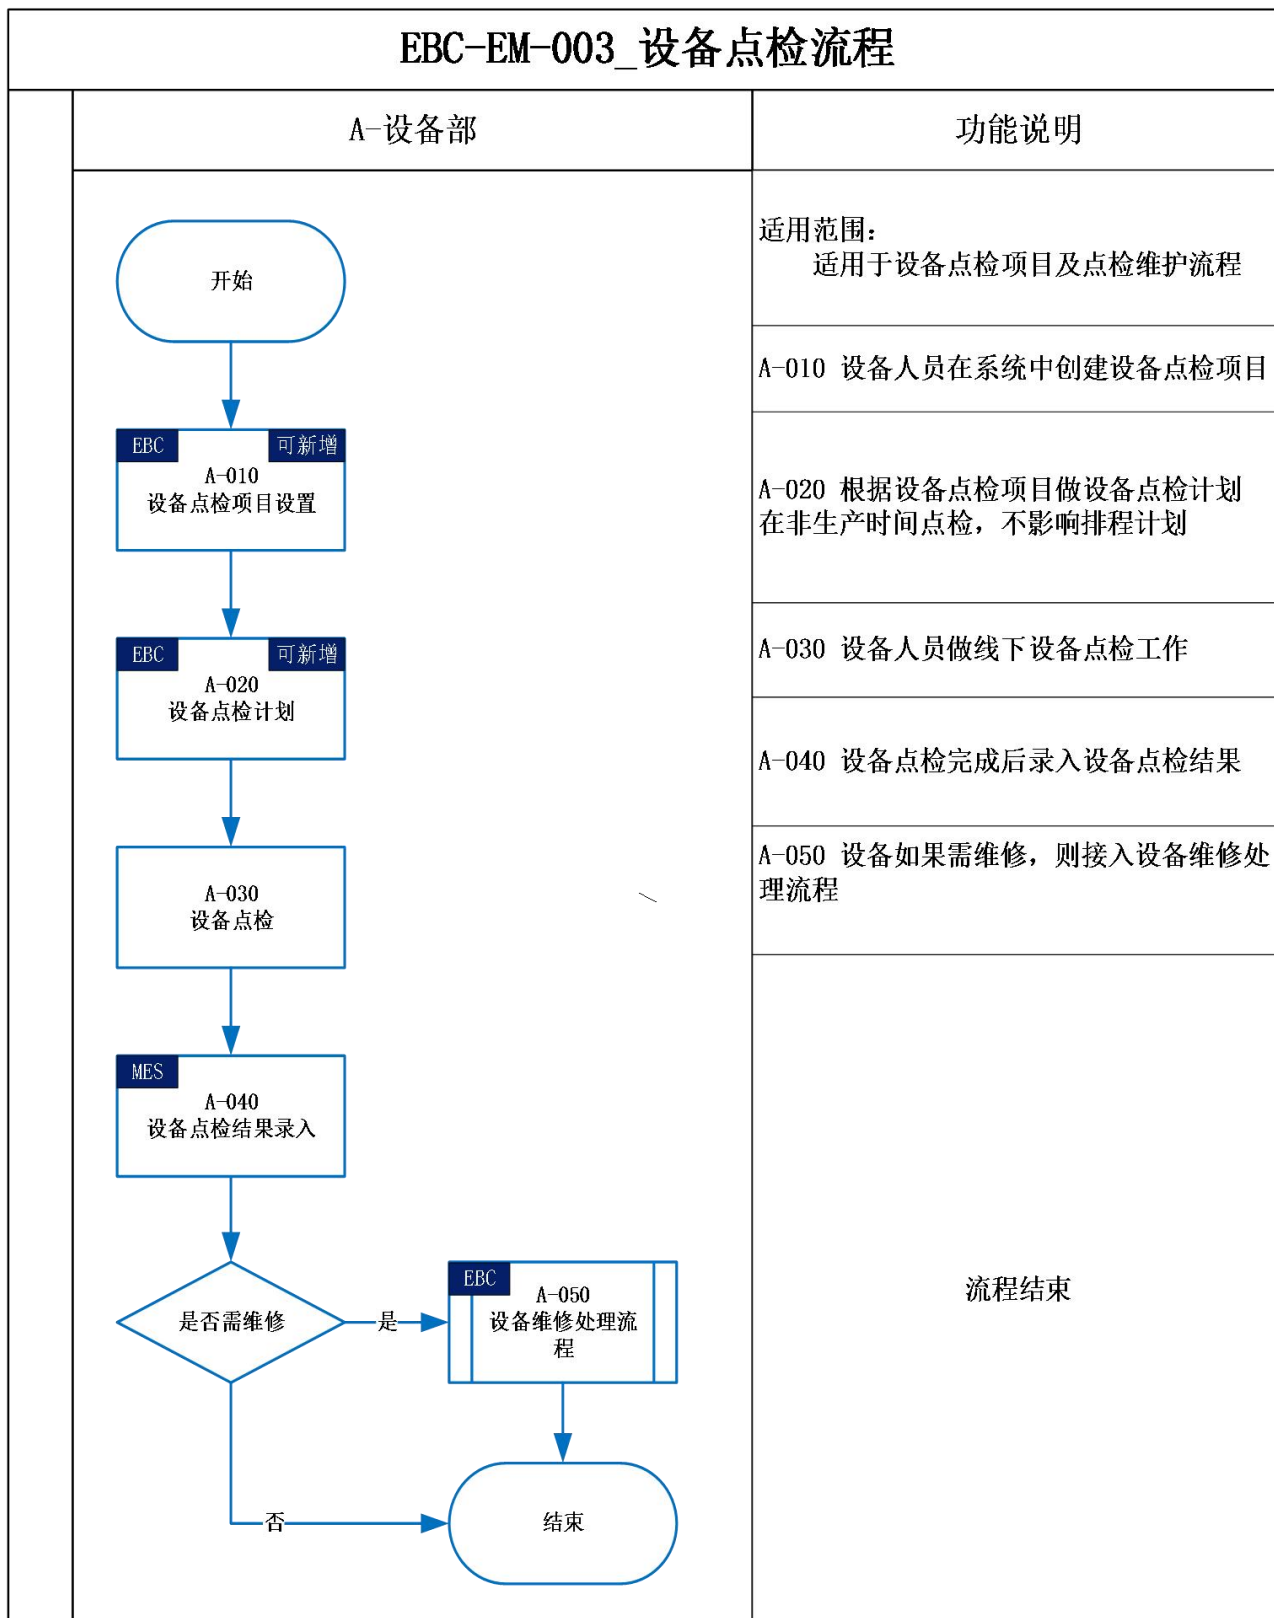 EBC-EM-003_设备点检流程
A-设备部
功能说明
开始
EBC
可新增
A-010
设备点检项目设置
EBC
可新增
A-020
设备点检计划
A-030
设备点检
MES
A-040
设备点检结果录入
是否需维修
是
EBC
A-050
设备维修处理流
程
否
结束
适用范围：
适用于设备点检项目及点检维护流程
A-010 设备人员在系统中创建设备点检项目
A-020 根据设备点检项目做设备点检计划
在非生产时间点检，不影响排程计划
A-030 设备人员做线下设备点检工作
A-040 设备点检完成后录入设备点检结果
A-050 设备如果需维修，则接入设备维修处
理流程
流程结束